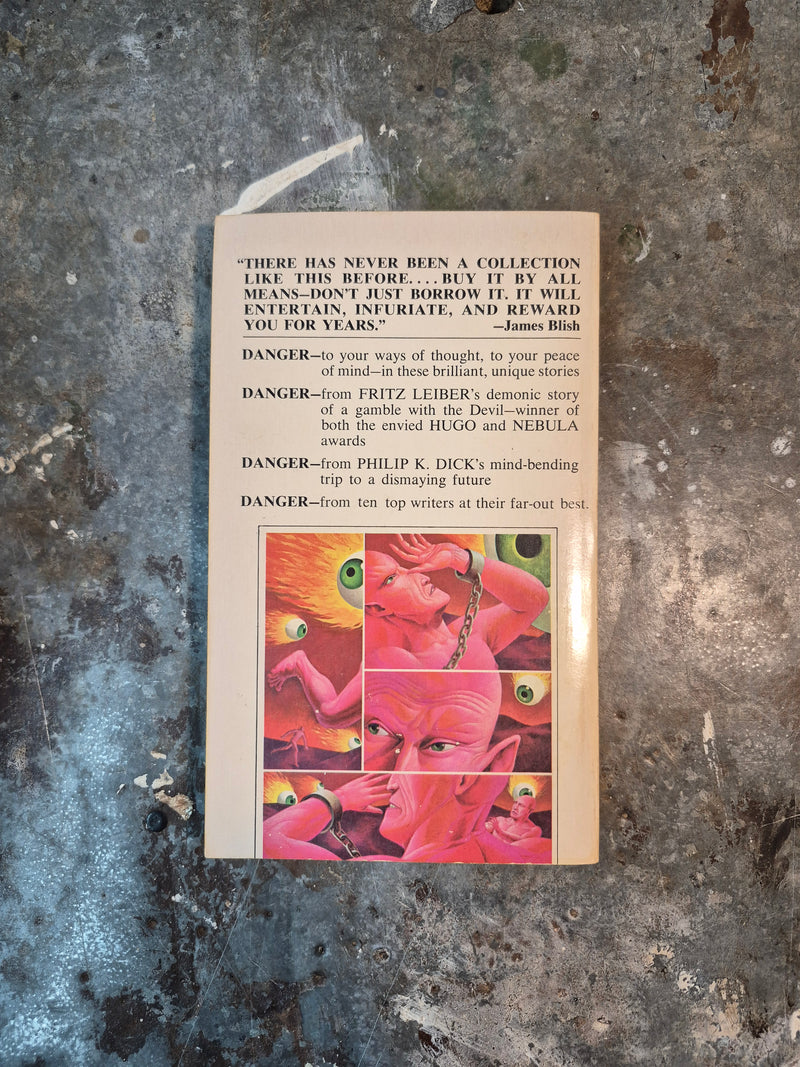 “THERE HAS NEVER BEEN A COLLECTION
LIKE THIS BEFORE....BUY IT BY ALL
MEANS—DON'T JUST BORROW IT. IT WILL
ENTERTAIN, INFURIATE, AND REWARD
YOU FOR YEARS.” —James Blish
DANGER—to your ways of thought, to your peace
of mind—in these brilliant, unique stories
DANGER—from FRITZ LEIBER's demonic story
of a gamble with the Devil—winner of
both the envied HUGO and NEBULA
awards
DANGER—from PHILIP K. DICK's mind-bending
trip to a dismaying future
DANGER—from ten top writers at their far-out best.